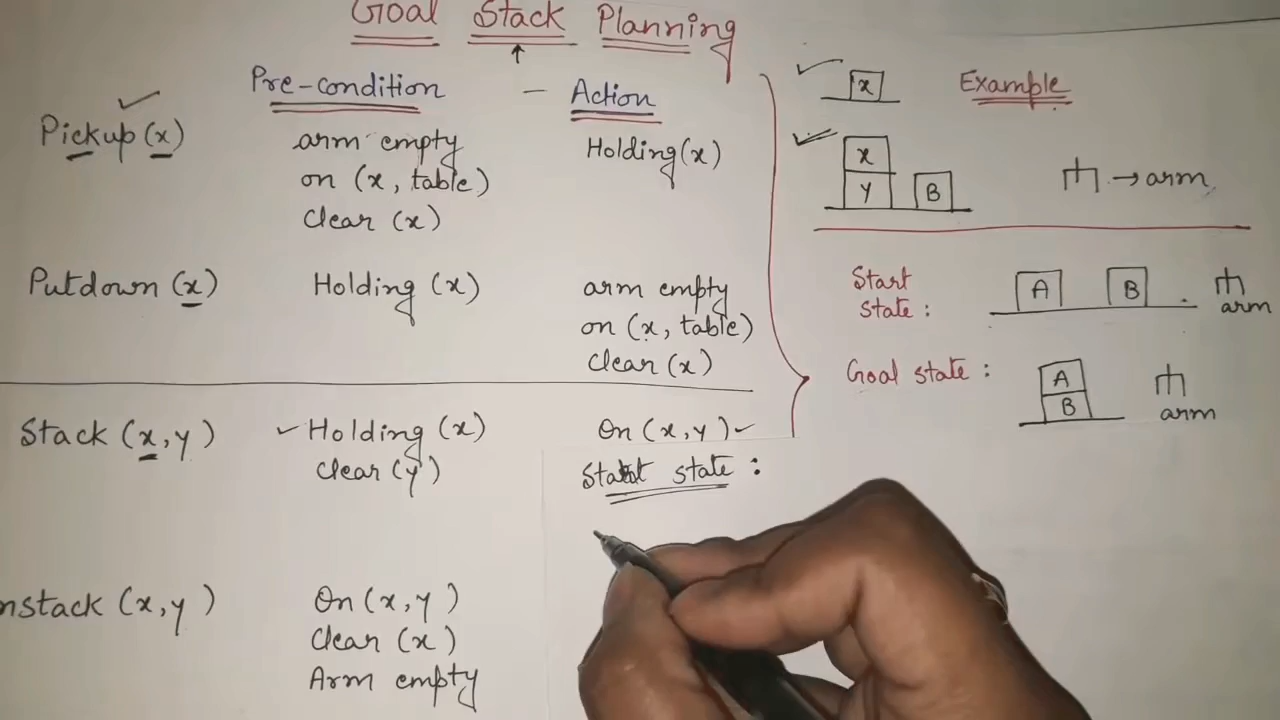 Goal Stack Planning
Pre-condition - Action
Pickup (x)
arm empty
on (x, table)
Clear (x)
Holding (x)
Putdown (x)
Holding (x)
arm empty
on (x, table)
Clear (x)
Stack (x, y)
Holding (x)
Clear (y)
On (x, y)
Start state :
nstack (x, y)
On (x, y)
Clear (x)
Arm empty
x
Example
x
Y
B
→ arm
Start
state :
A
B
arm
Goal state :
A
B
arm